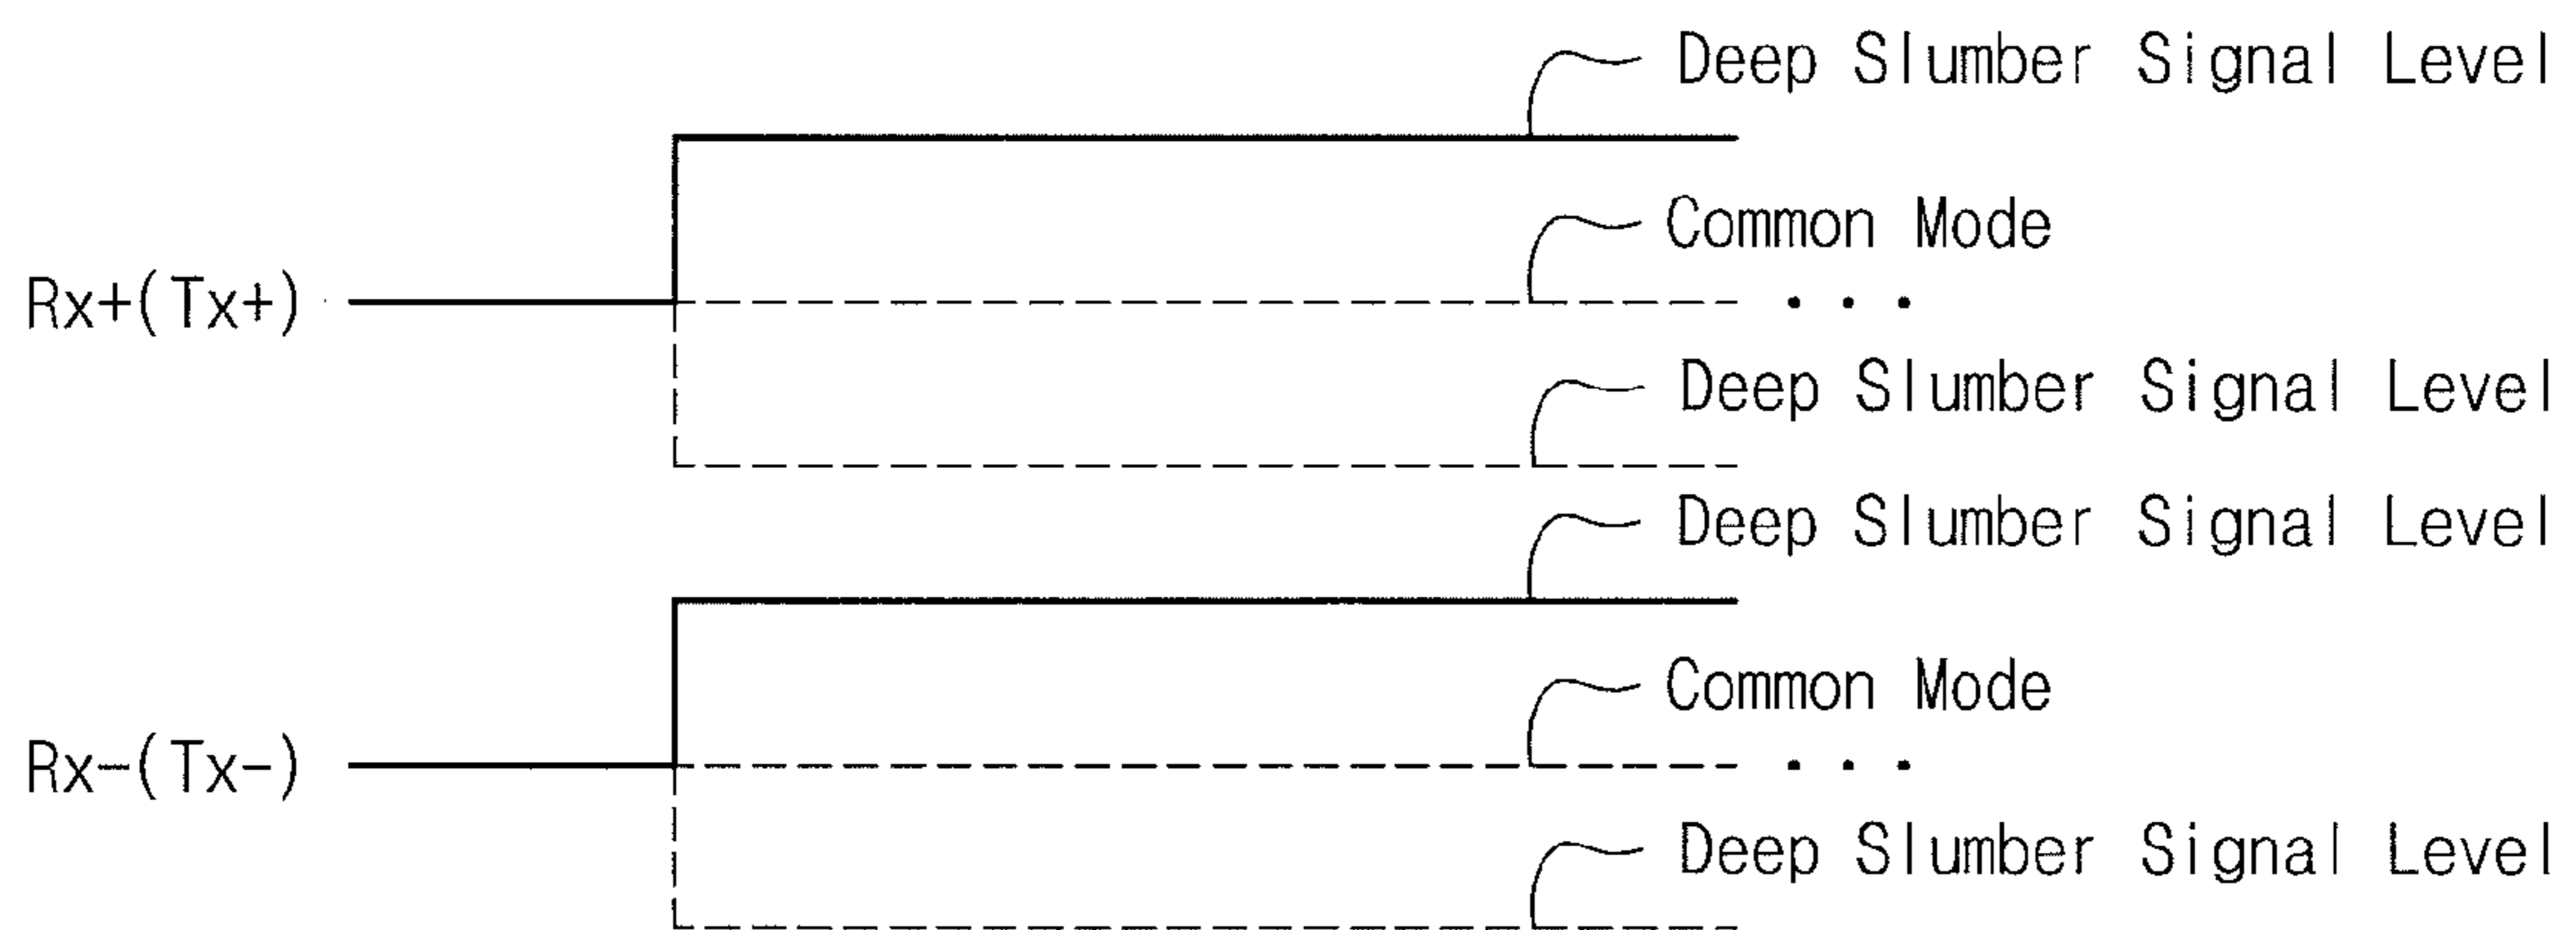 Deep Slumber Signal Level
Common Mode
Rx+(Tx+)
Deep Slumber Signal Level
Deep Slumber Signal Level
Common Mode
Rx-(Tx-)
Deep Slumber Signal Level